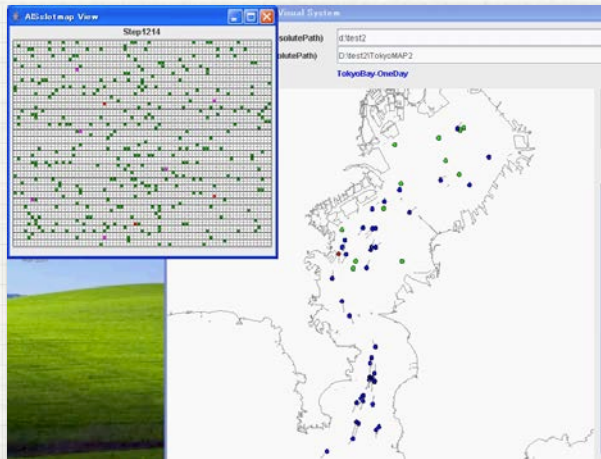 AISslotmap View
Step1214
Visual System
solutePath)
d:\test2
olutePath)
D:\test2\TokyoMAP2
TokyoBay-OneDay